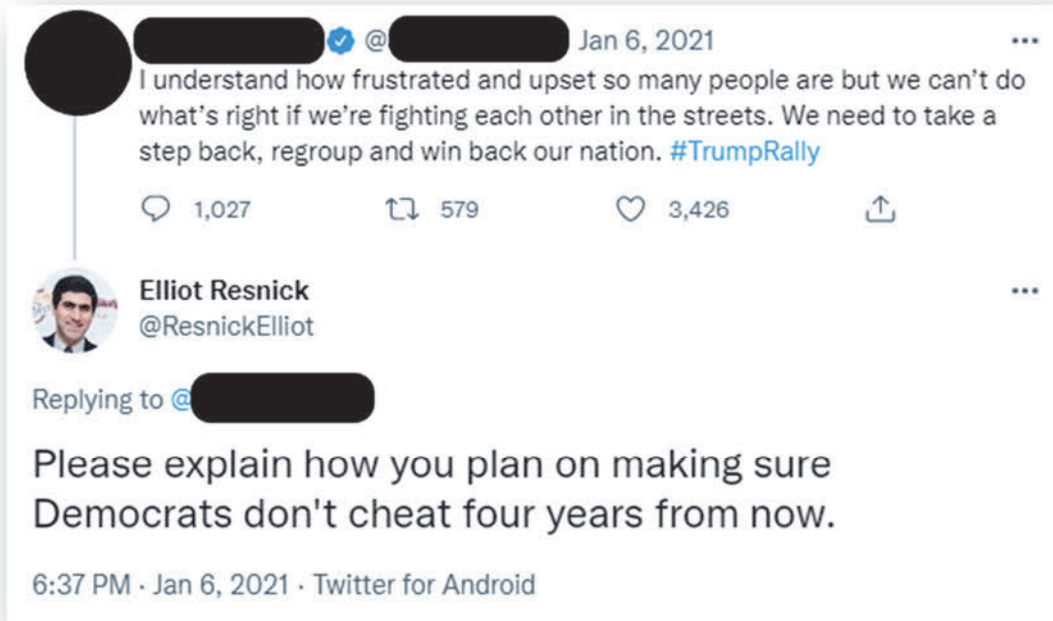 @ Jan 6, 2021
I understand how frustrated and upset so many people are but we can't do
what's right if we're fighting each other in the streets. We need to take a
step back, regroup and win back our nation. #TrumpRally
1,027 579 3,426
Elliot Resnick
@ResnickElliot
Replying to @
Please explain how you plan on making sure
Democrats don't cheat four years from now.
6:37 PM · Jan 6, 2021 · Twitter for Android